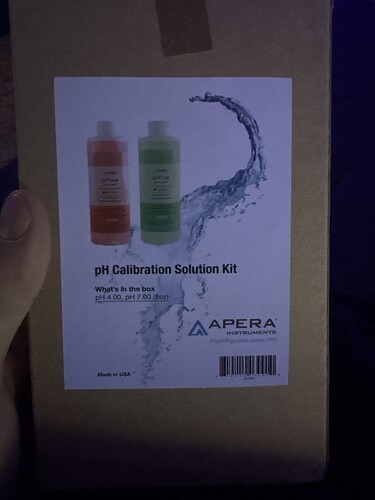 pH Calibration Solution Kit
What's in the box
pH 4.00, pH 7.00 (8oz)
APERA
INSTRUMENTS
Made in USA